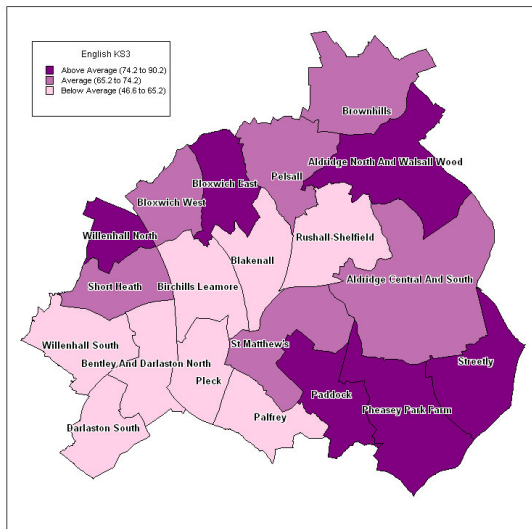 English KS3
Above Average (74.2 to 90.2)
Average (65.2 to 74.2)
Below Average (46.6 to 65.2)
Brownhills
Aldridge North And Walsall Wood
Pelsall
Bloxwich East
Bloxwich West
Willenhall North
Rushall-Shelfield
Blakenall
Aldridge Central And South
Short Heath
Birchills Leamore
Willenhall South
St Matthew's
Bentley And Darlaston North
Streetly
Pleck
Paddock
Pheasey Park Farm
Palfrey
Darlaston South